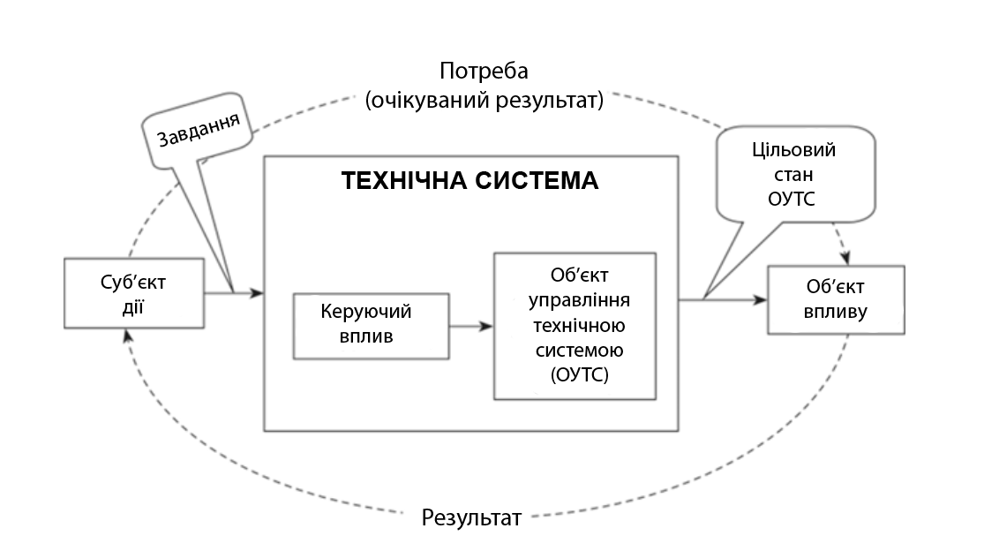 Потреба
(очікуваний результат)
Завдання
ТЕХНІЧНА СИСТЕМА
Цільовий
стан
ОУТС
Суб’єкт
дії
Керуючий
вплив
Об’єкт
управління
технічною
системою
(ОУТС)
Об’єкт
впливу
Результат